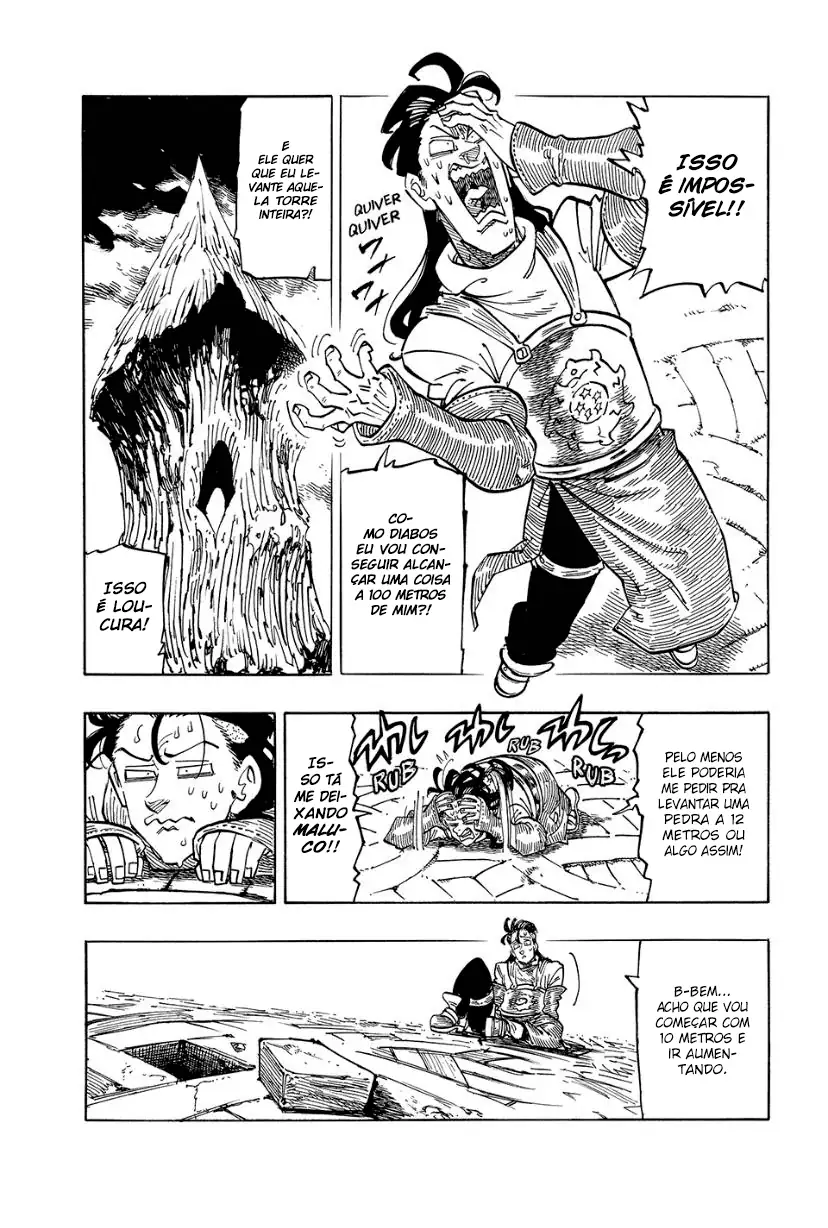 ISSO
É IMPOS-
SÍVEL!!
QUIVER
QUIVER
CO-
MO DIABOS
EU VOU CON-
SEGUIR ALCAN-
ÇAR UMA COISA
A 100 METROS
DE MIM?!
E
ELE QUER
QUE EU LE-
VANTE AQUE-
LA TORRE
INTEIRA?!
ISSO
É LOU-
CURA!
PELO MENOS
ELE PODERIA
ME PEDIR PRA
LEVANTAR UMA
PEDRA A 12
METROS OU
ALGO ASSIM!
RUB
RUB
RUB
RUB
IS-
SO TÁ
ME DEI-
XANDO
MALU-
CO!!
B-BEM...
ACHO QUE VOU
COMEÇAR COM
10 METROS E
IR AUMEN-
TANDO.